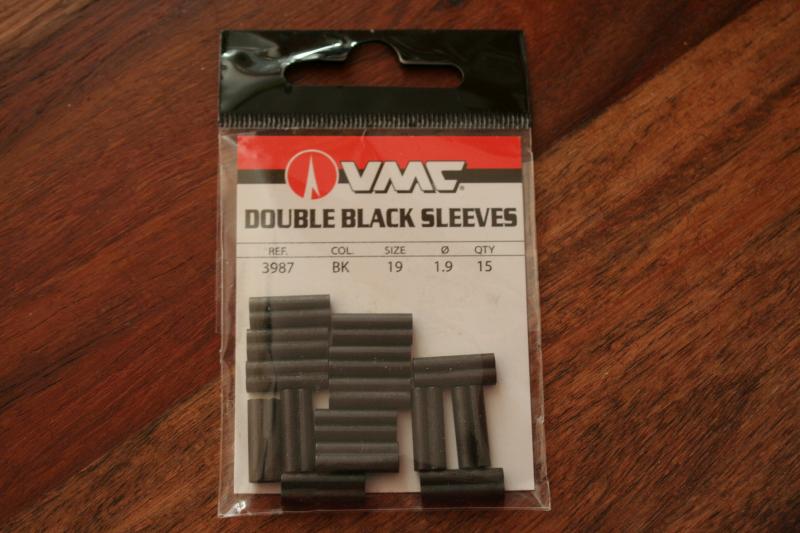 VMC®
DOUBLE BLACK SLEEVES
REF. COL. SIZE Ø QTY
3987 BK 19 1.9 15